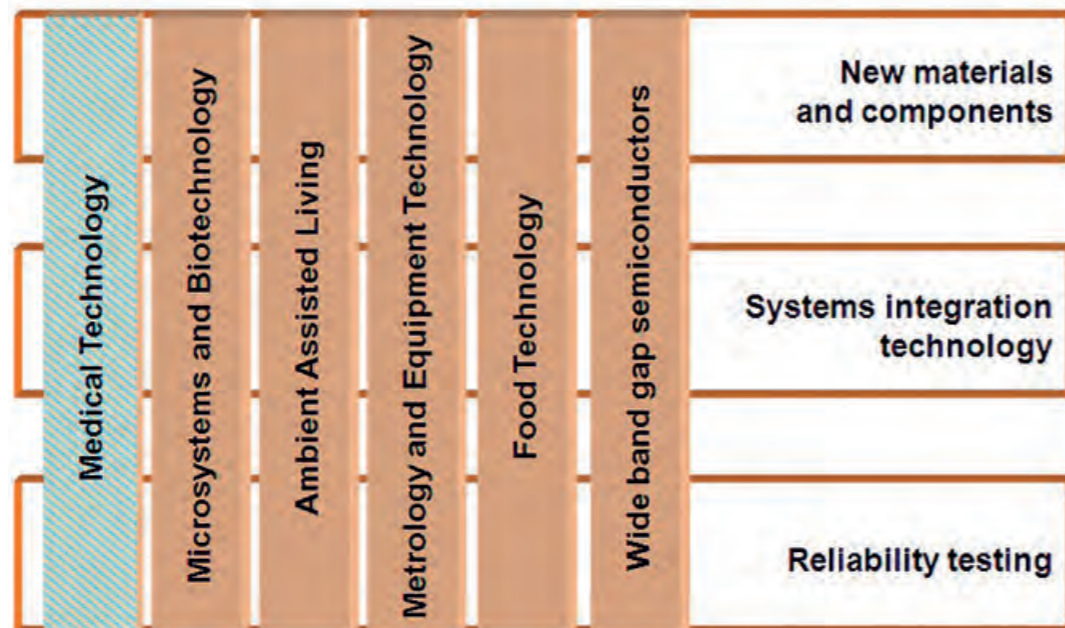 Medical Technology
Microsystems and Biotechnology
Ambient Assisted Living
Metrology and Equipment Technology
Food Technology
Wide band gap semiconductors
New materials
and components
Systems integration
technology
Reliability testing